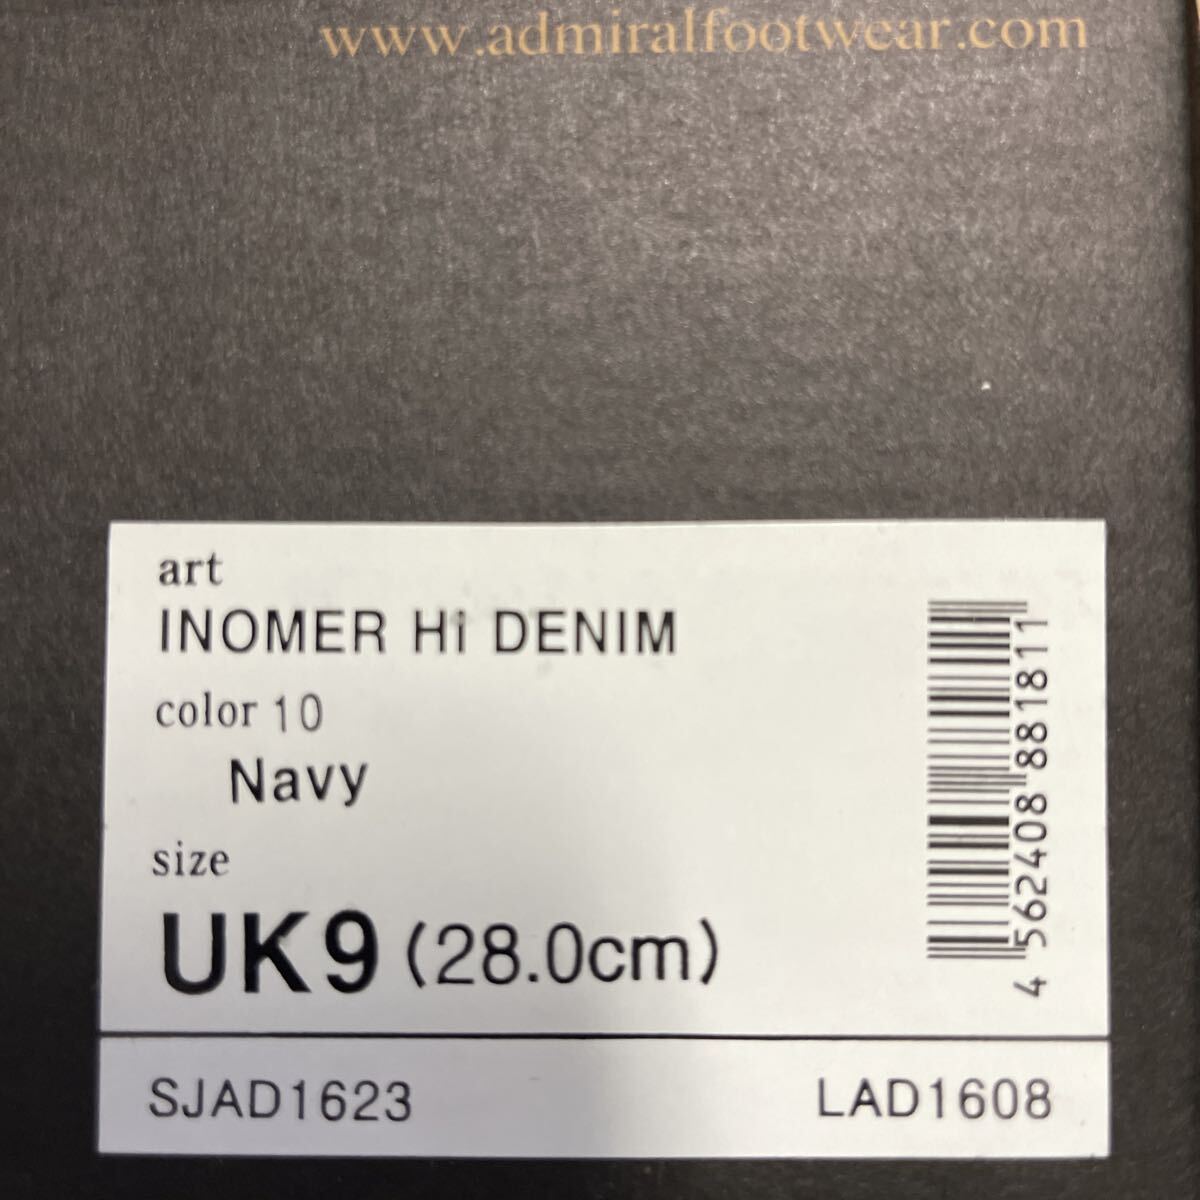 www.admiralfootwear.com
art
INOMER Hi DENIM
color 10
Navy
size
UK9 (28.0cm)
4 562408 881811
SJAD1623
LAD1608